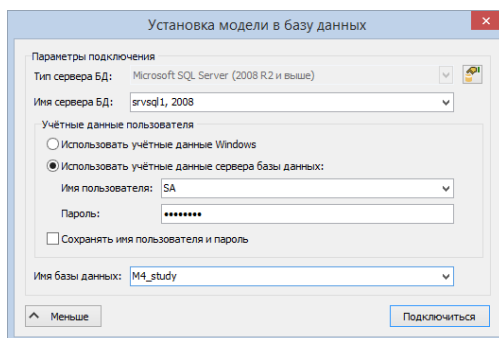 Установка модели в базу данных
Параметры подключения
Тип сервера БД: Microsoft SQL Server (2008 R2 и выше)
Имя сервера БД: srvsql1, 2008
Учётные данные пользователя
Использовать учётные данные Windows
Использовать учётные данные сервера базы данных:
Имя пользователя: SA
Пароль: ••••••••
Сохранять имя пользователя и пароль
Имя базы данных: M4_study
Меньше Подключиться